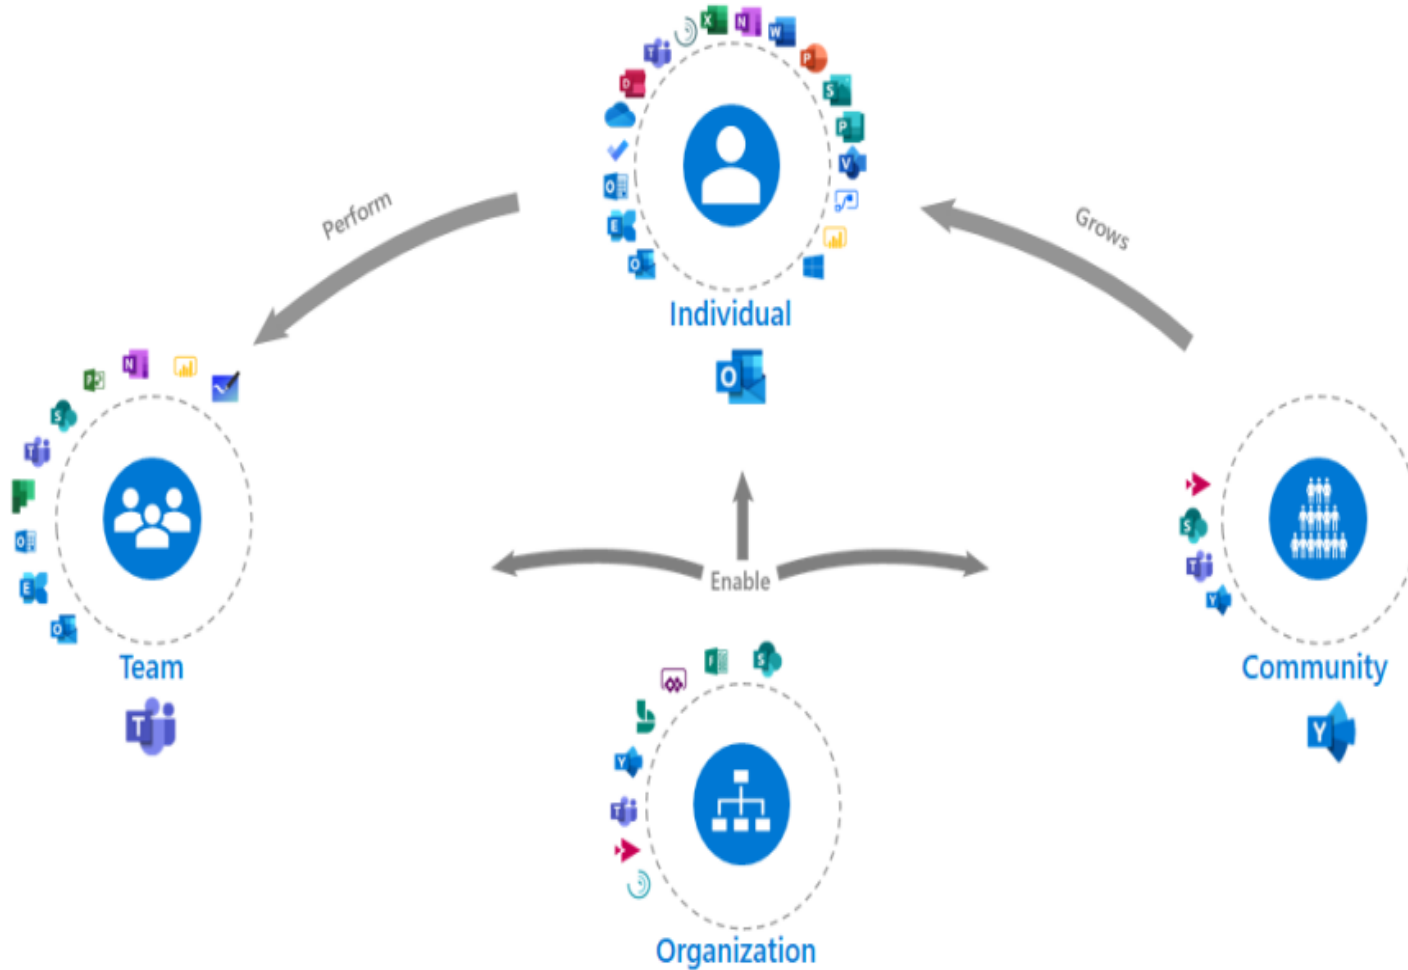 Perform
Grows
Individual
Enable
Team
Community
Organization